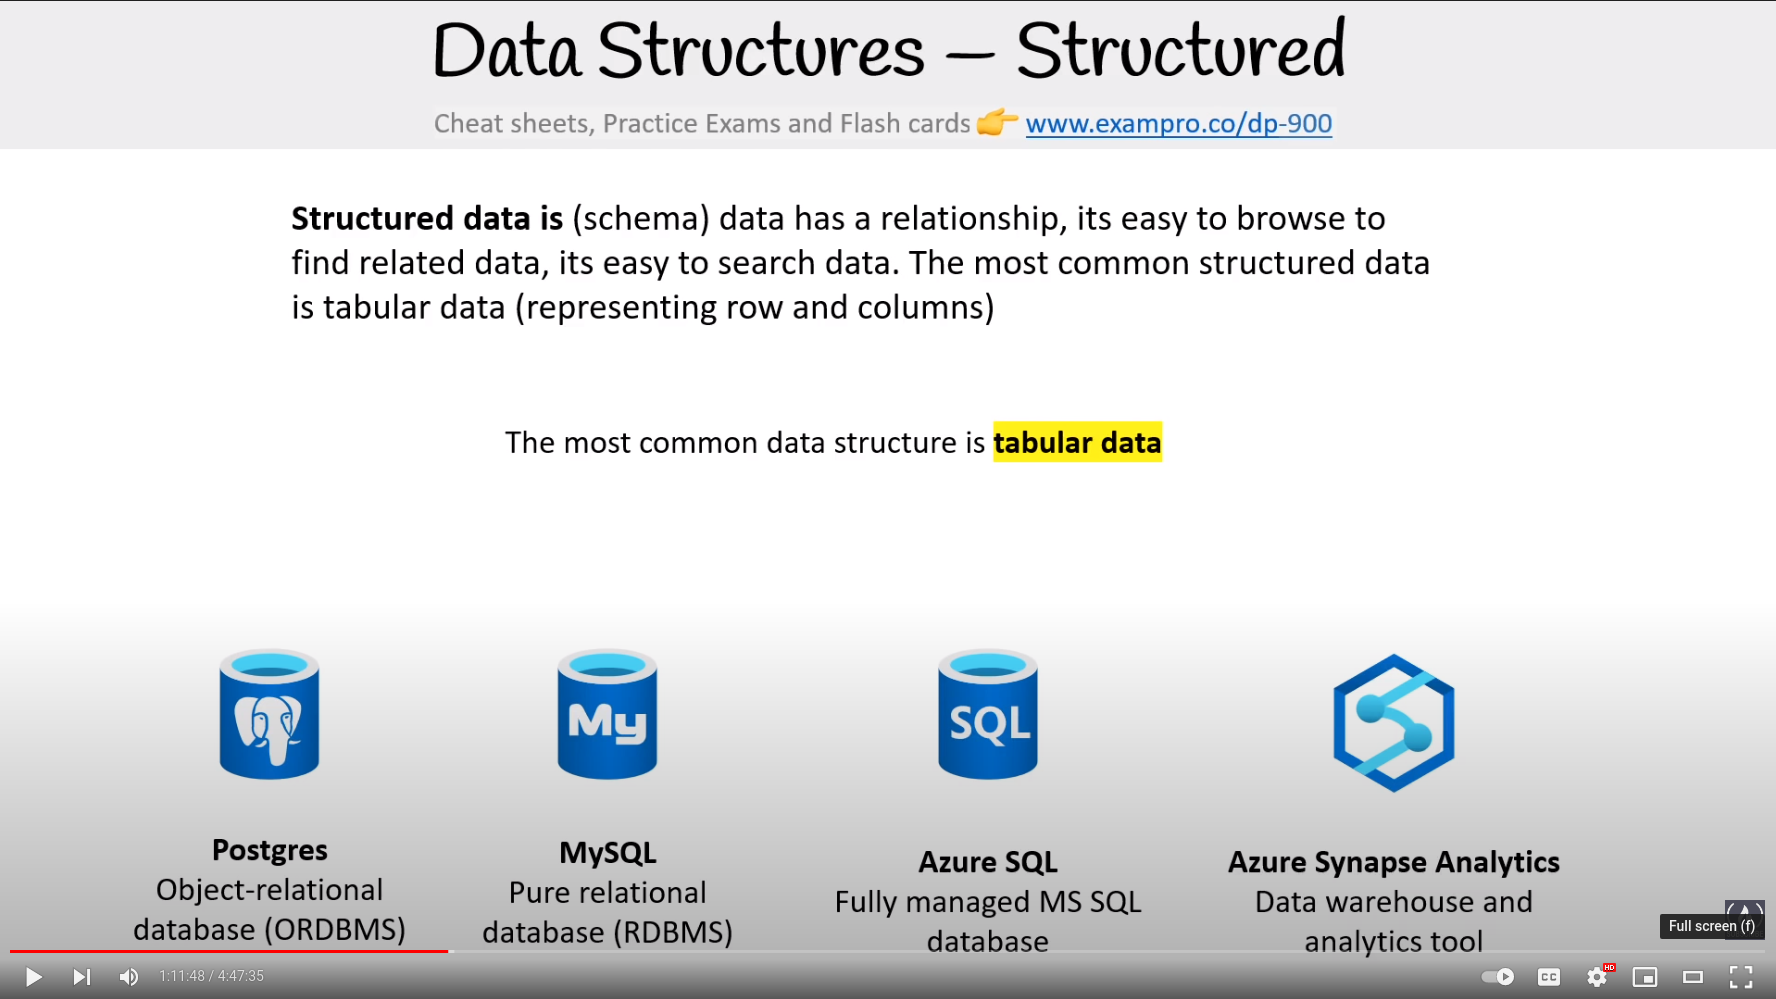 Data Structures – Structured
Cheat sheets, Practice Exams and Flash cards 👉 www.exampro.co/dp-900
Structured data is (schema) data has a relationship, its easy to browse to
find related data, its easy to search data. The most common structured data
is tabular data (representing row and columns)
The most common data structure is tabular data
My
SQL
Postgres
Object-relational
database (ORDBMS)
MySQL
Pure relational
database (RDBMS)
Azure SQL
Fully managed MS SQL
database
Azure Synapse Analytics
Data warehouse and
analytics tool
Full screen (f)
1:11:48 / 4:47:35
CC
HD